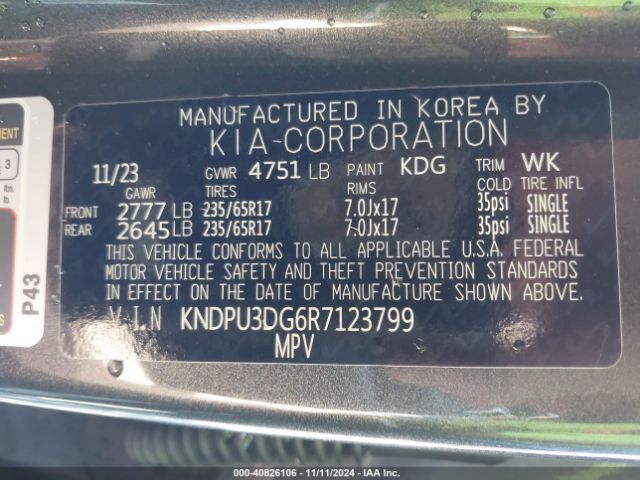 MANUFACTURED IN KOREA BY
KIA-CORPORATION
11/23 GVWR 4751 LB PAINT KDG TRIM WK
GAWR TIRES RIMS COLD TIRE INFL
FRONT 2777 LB 235/65R17 7.0Jx17 35psi SINGLE
REAR 2645 LB 235/65R17 7.0Jx17 35psi SINGLE
THIS VEHICLE CONFORMS TO ALL APPLICABLE U.S.A. FEDERAL
MOTOR VEHICLE SAFETY AND THEFT PREVENTION STANDARDS
IN EFFECT ON THE DATE OF MANUFACTURE SHOWN ABOVE.
V.I.N KNDPU3DG6R7123799
MPV
3
lbs.
lb.
P43
000-40826106 - 11/11/2024 - IAA Inc.